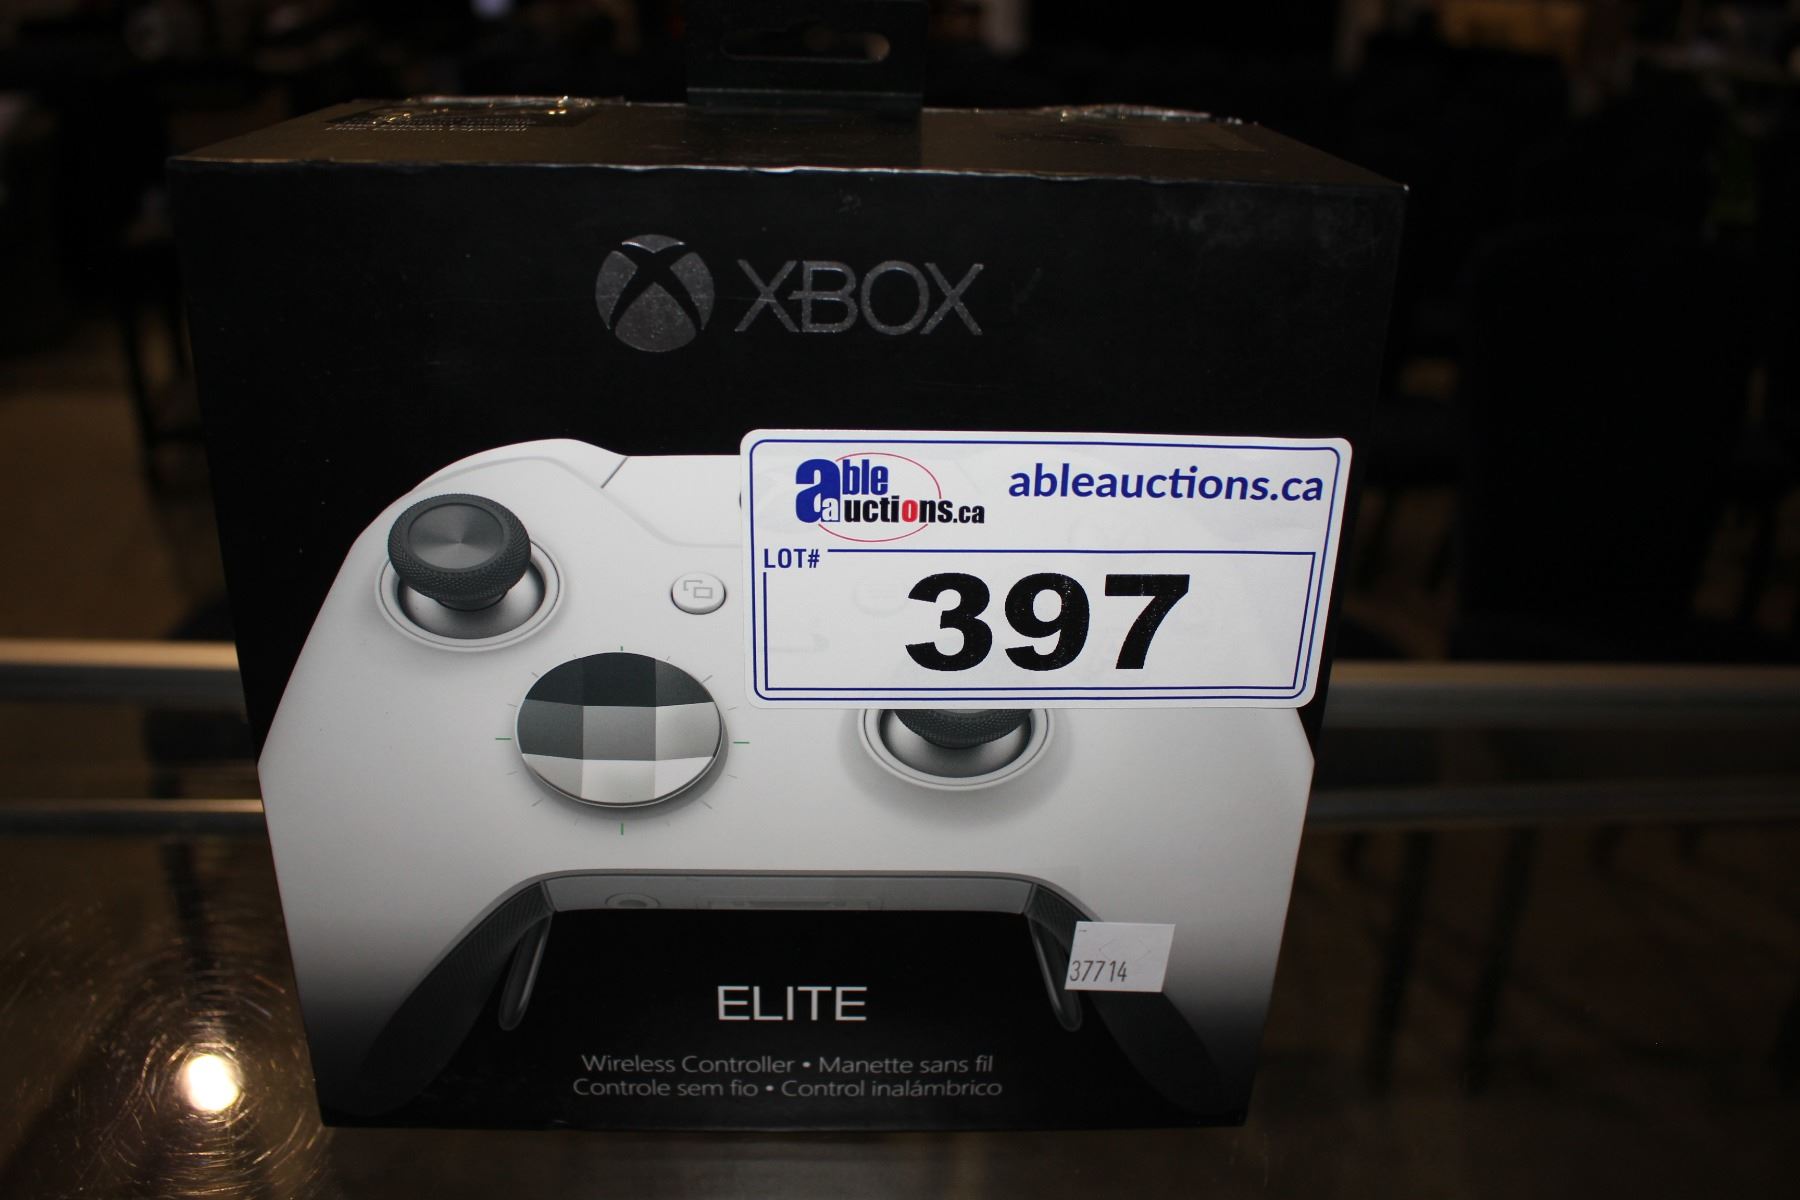 XBOX
able
auctions.ca
ableauctions.ca
LOT#
397
37714
ELITE
Wireless Controller • Manette sans fil
Controle sem fio • Control inalámbrico